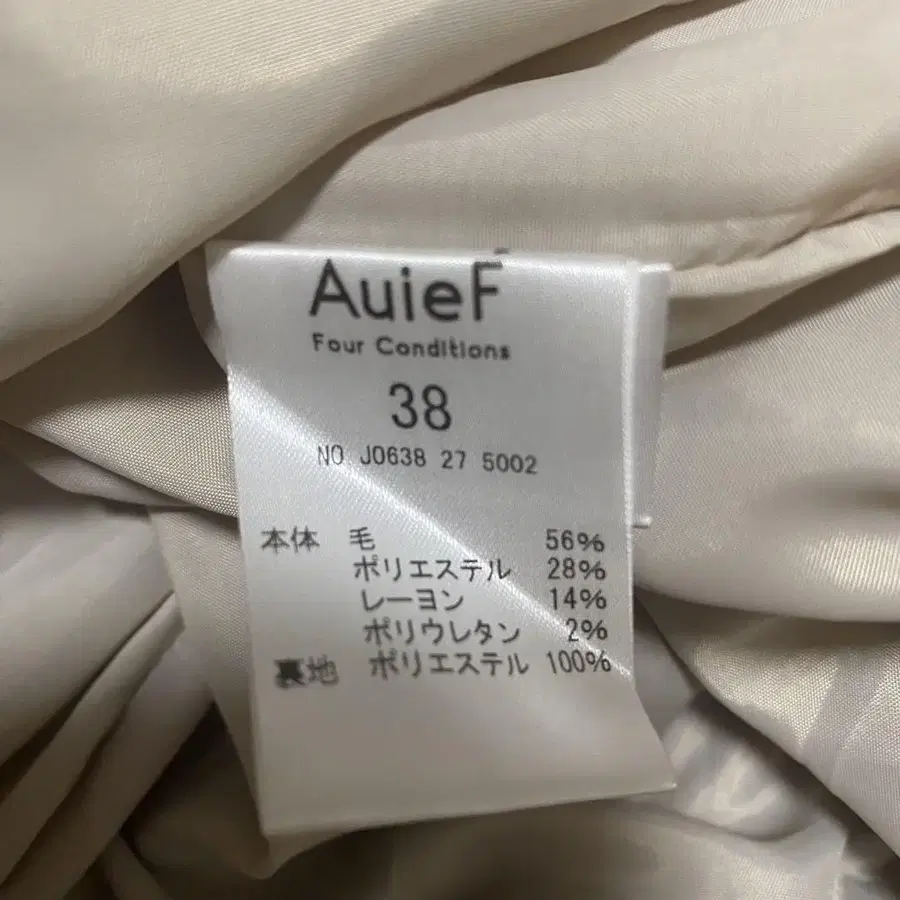 AuieF
Four Conditions
38
NO J0638 27 5002
本体 毛 56%
ポリエステル 28%
レーヨン 14%
ポリウレタン 2%
裏地 ポリエステル 100%